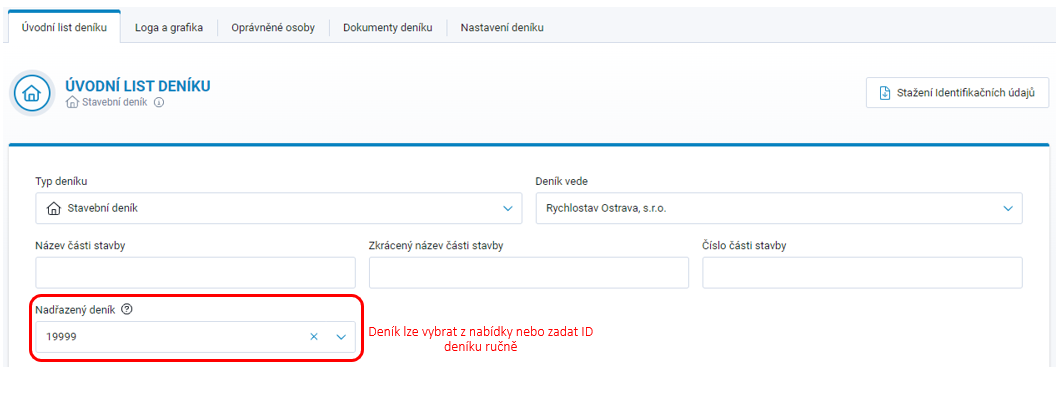 Úvodní list deníku Loga a grafika Oprávněné osoby Dokumenty deníku Nastavení deníku
ÚVODNÍ LIST DENÍKU
Stavební deník
Stažení Identifikačních údajů
Typ deníku Deník vede
Stavební deník Rychlostav Ostrava, s.r.o.
Název části stavby Zkrácený název části stavby Číslo části stavby
Nadřazený deník
19999
Deník lze vybrat z nabídky nebo zadat ID
deníku ručně